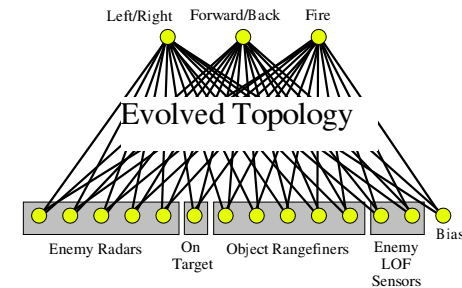 Left/Right Forward/Back Fire
Evolved Topology
Bias
Enemy Radars
On
Target
Object Rangefiners
Enemy
LOF
Sensors